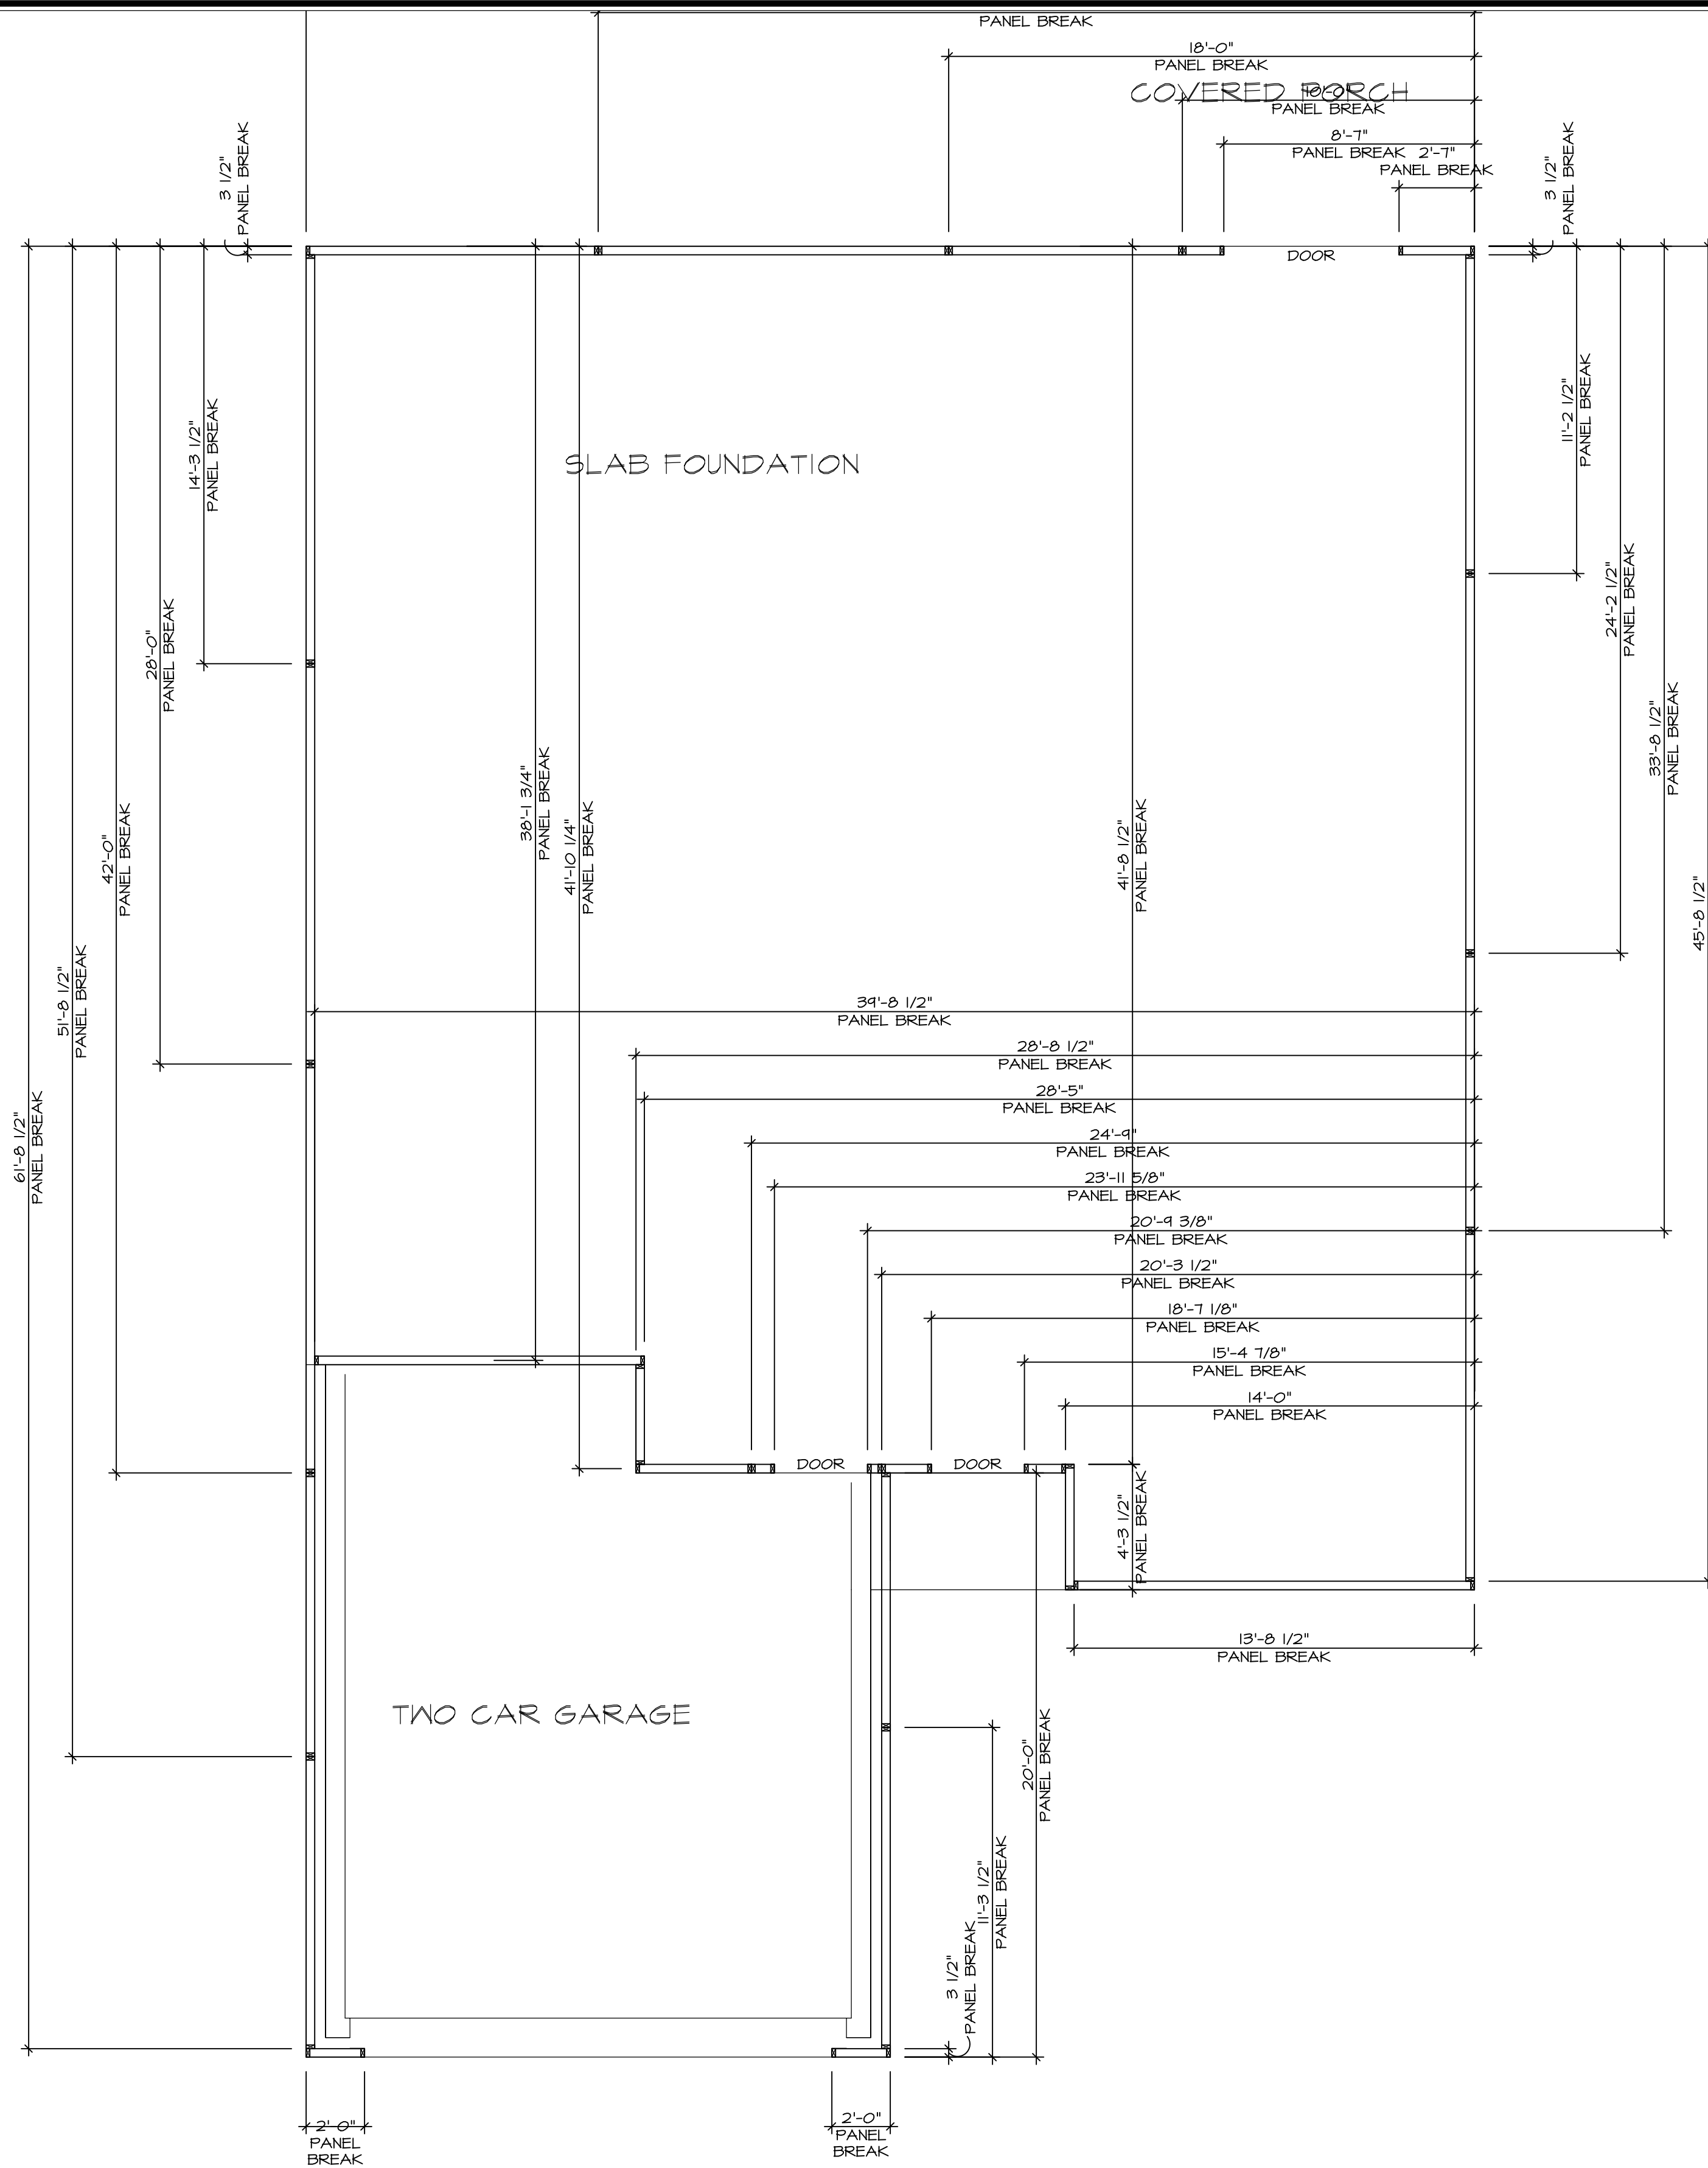 PANEL BREAK
18'-0"
PANEL BREAK
COVERED PORCH
10'-0"
PANEL BREAK
8'-7"
PANEL BREAK
2'-7"
PANEL BREAK
3 1/2"
PANEL BREAK
3 1/2"
PANEL BREAK
DOOR
14'-3 1/2"
PANEL BREAK
11'-2 1/2"
PANEL BREAK
SLAB FOUNDATION
28'-0"
PANEL BREAK
24'-2 1/2"
PANEL BREAK
33'-8 1/2"
PANEL BREAK
38'-1 3/4"
PANEL BREAK
41'-10 1/4"
PANEL BREAK
41'-8 1/2"
PANEL BREAK
42'-0"
PANEL BREAK
45'-8 1/2"
51'-8 1/2"
PANEL BREAK
61'-8 1/2"
PANEL BREAK
39'-8 1/2"
PANEL BREAK
28'-8 1/2"
PANEL BREAK
28'-5"
PANEL BREAK
24'-9"
PANEL BREAK
23'-11 5/8"
PANEL BREAK
20'-9 3/8"
PANEL BREAK
20'-3 1/2"
PANEL BREAK
18'-7 1/8"
PANEL BREAK
15'-4 7/8"
PANEL BREAK
14'-0"
PANEL BREAK
DOOR
DOOR
4'-3 1/2"
PANEL BREAK
13'-8 1/2"
PANEL BREAK
TWO CAR GARAGE
20'-0"
PANEL BREAK
11'-3 1/2"
PANEL BREAK
3 1/2"
PANEL BREAK
2'-0"
PANEL
BREAK
2'-0"
PANEL
BREAK